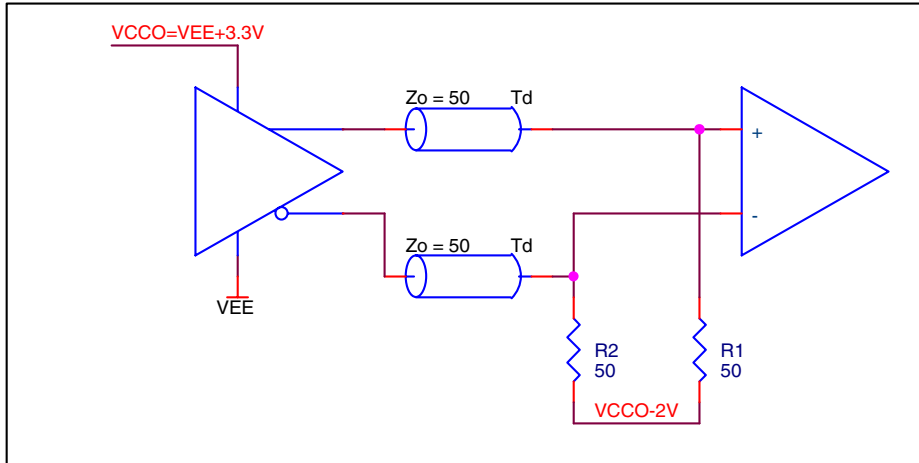 VCCO=VEE+3.3V
Zo = 50 Td
+
-
Zo = 50 Td
VEE
R2
50
R1
50
VCCO-2V